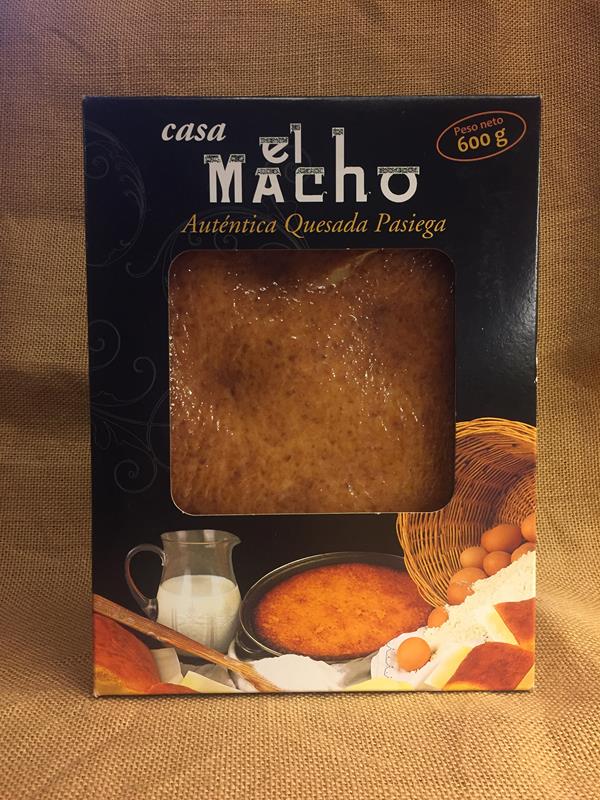 casa
el
MACHO
Auténtica Quesada Pasiega
Peso neto
600 g